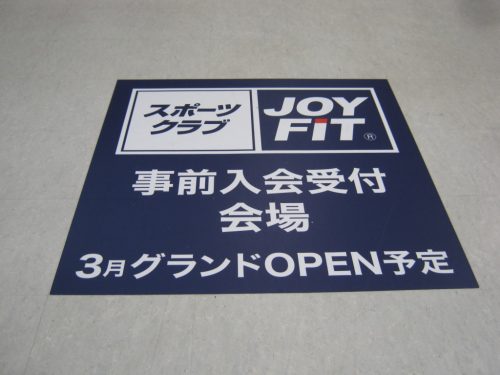 スポーツ
クラブ
JOY
FiT®
事前入会受付
会場
3月グランドOPEN予定